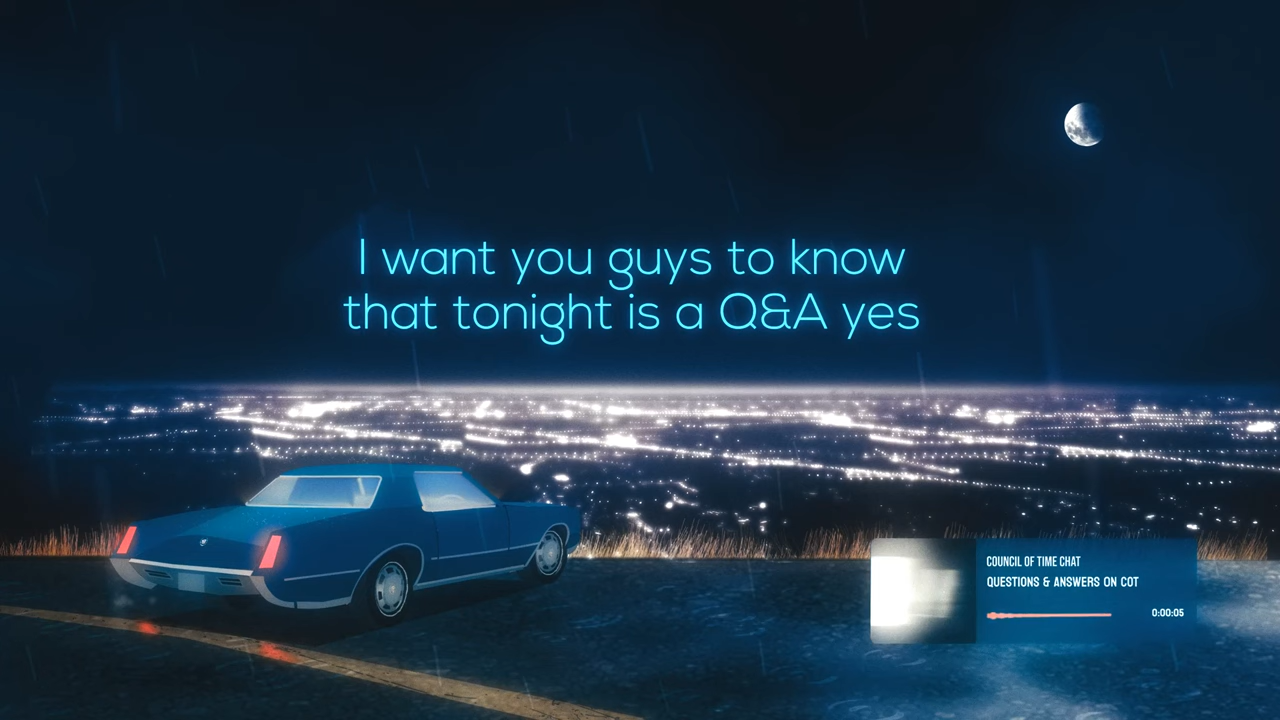 I want you guys to know
that tonight is a Q&A yes
COUNCIL OF TIME CHAT
QUESTIONS & ANSWERS ON COT
0:00:05